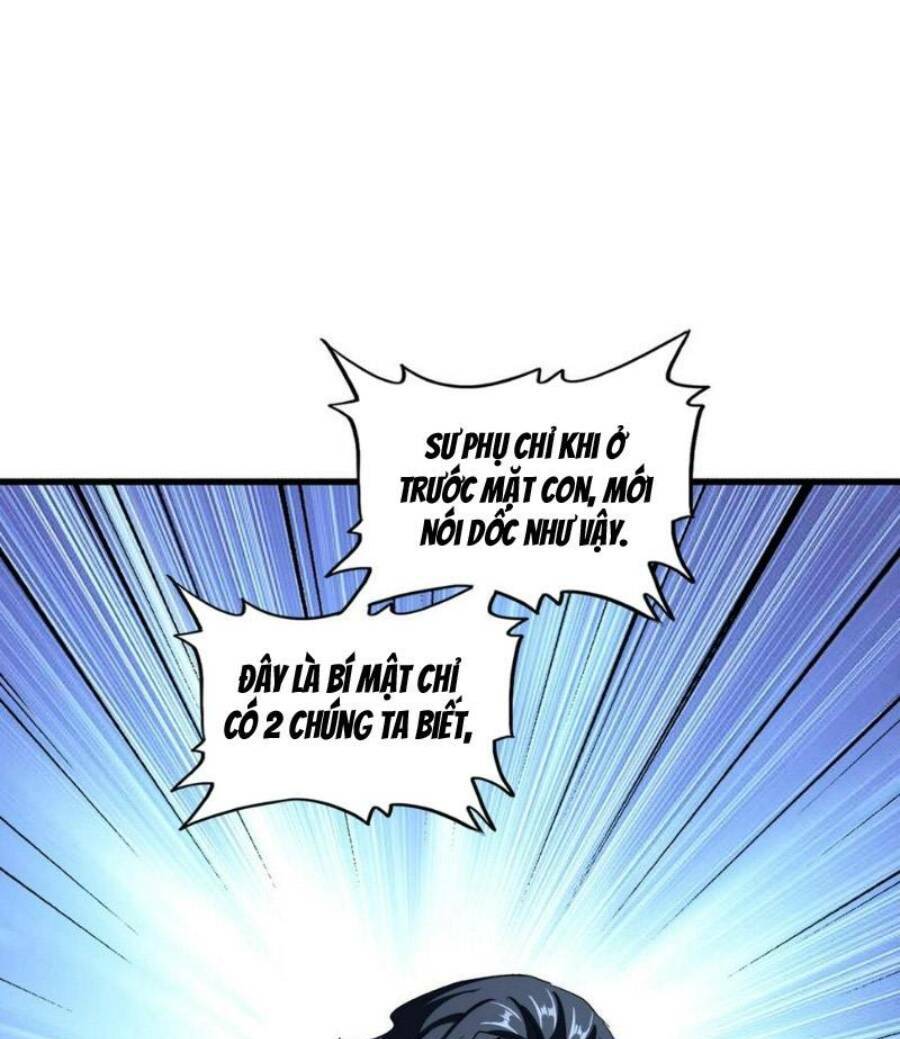 SƯ PHỤ CHỈ KHI Ở
TRƯỚC MẶT CON, MỚI
NÓI DỐC NHƯ VẬY.
ĐÂY LÀ BÍ MẬT CHỈ
CÓ 2 CHÚNG TA BIẾT,